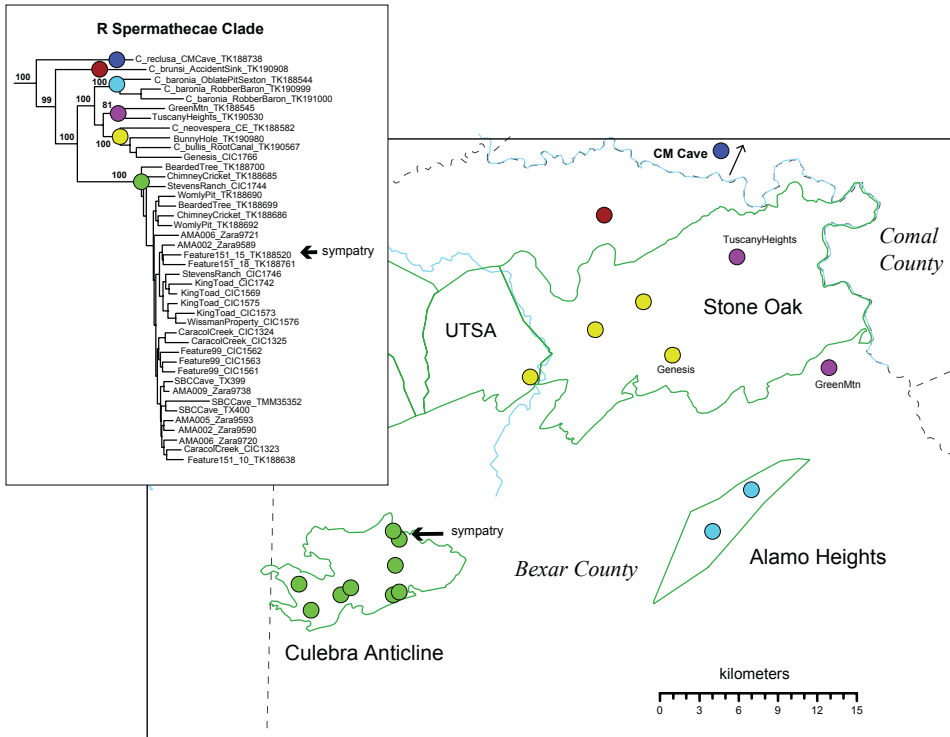 R Spermathecae Clade
C_reclusa_CMCave_TK188738
C_brunsi_AccidentSink_TK190908
C_baronia_OblatePitSexton_TK188544
C_baronia_RobberBaron_TK190999
C_baronia_RobberBaron_TK191000
GreenMtn_TK188545
TuscanyHeights_TK190530
C_neovespera_CE_TK188582
BunnyHole_TK190980
C_bullis_RootCanal_TK190567
Genesis_CIC1766
BeardedTree_TK188700
ChimneyCricket_TK188685
StevensRanch_CIC1744
WomlyPit_TK188690
BeardedTree_TK188699
ChimneyCricket_TK188686
WomlyPit_TK188692
AMA006_Zara9721
AMA002_Zara9589
Feature151_15_TK188520
Feature151_18_TK188761
StevensRanch_CIC1746
KingToad_CIC1742
KingToad_CIC1569
KingToad_CIC1575
KingToad_CIC1573
WissmanProperty_CIC1576
CaracolCreek_CIC1324
CaracolCreek_CIC1325
Feature99_CIC1562
Feature99_CIC1563
Feature99_CIC1561
SBCCave_TX399
AMA009_Zara9738
SBCCave_TMM35352
SBCCave_TX400
AMA005_Zara9593
AMA002_Zara9590
AMA006_Zara9720
CaracolCreek_CIC1323
Feature151_10_TK188638
100
99
100
100
100
81
100
100
sympatry
CM Cave
TuscanyHeights
Comal
County
Stone Oak
UTSA
Genesis
GreenMtn
sympatry
Bexar County
Alamo Heights
Culebra Anticline
kilometers
0 3 6 9 12 15